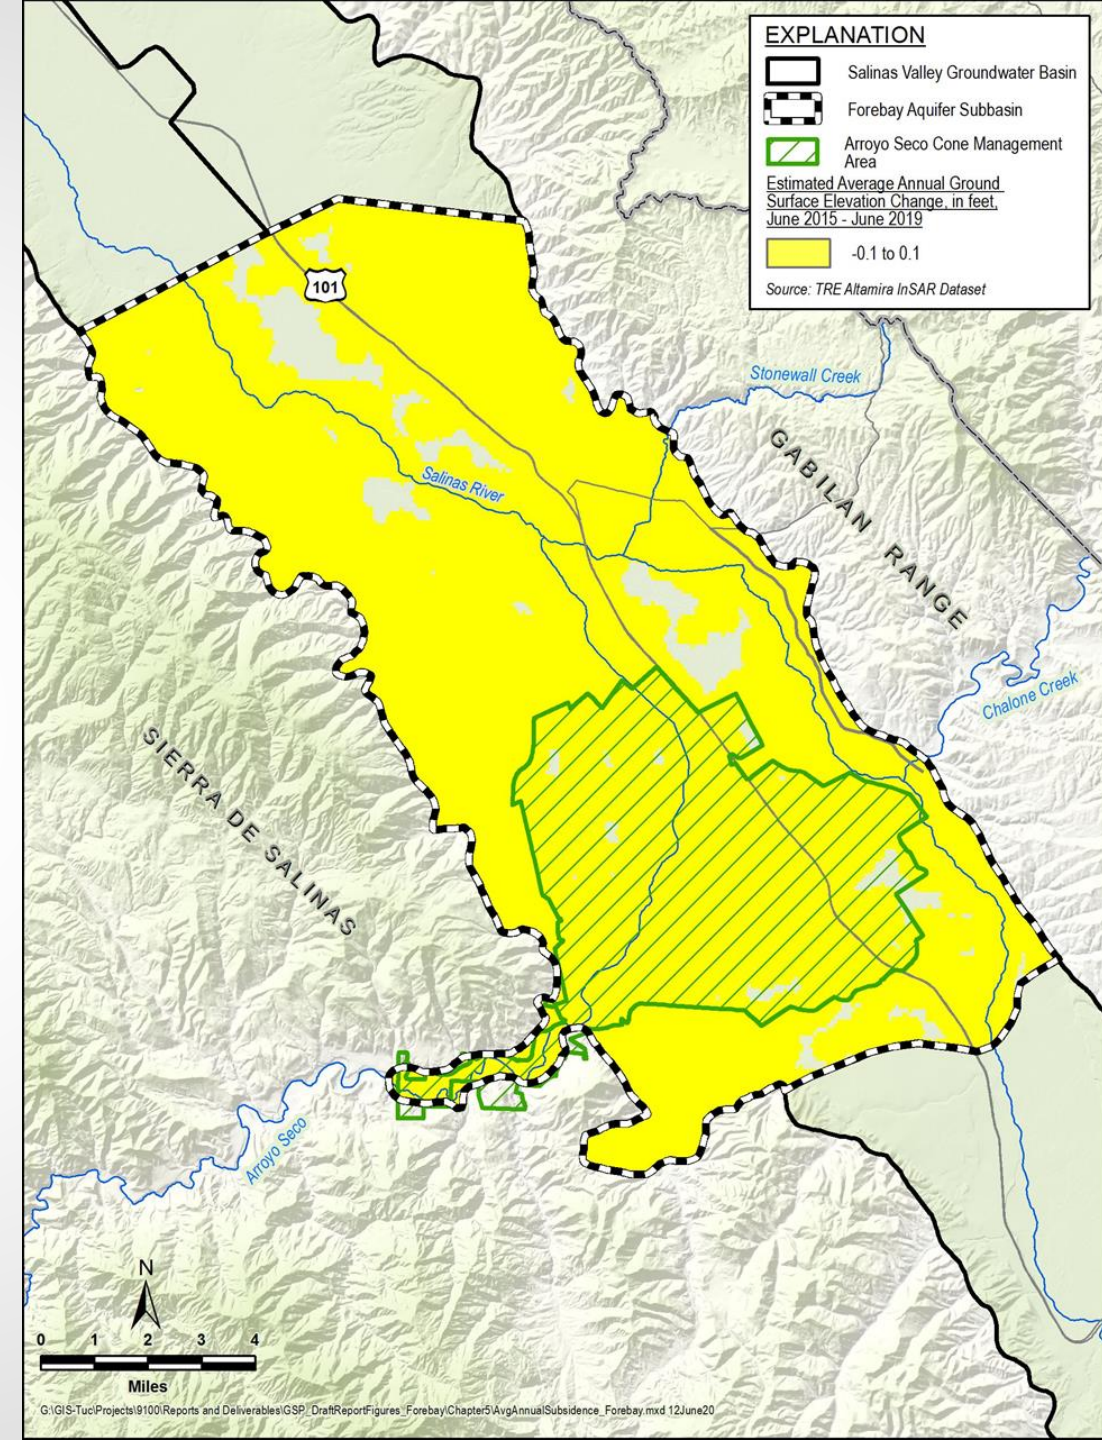 EXPLANATION
Salinas Valley Groundwater Basin
Forebay Aquifer Subbasin
Arroyo Seco Cone Management
Area
Estimated Average Annual Ground
Surface Elevation Change, in feet,
June 2015 - June 2019
-0.1 to 0.1
Source: TRE Altamira InSAR Dataset
101
Stonewall Creek
GABILAN RANGE
Salinas River
Chalone Creek
SIERRA DE SALINAS
Arroyo Seco
N
0 1 2 3 4
Miles
G:\GIS-Tuc\Projects\9100\Reports and Deliverables\GSP_DraftReportFigures_Forebay\Chapter5\AvgAnnualSubsidence_Forebay.mxd 12June20